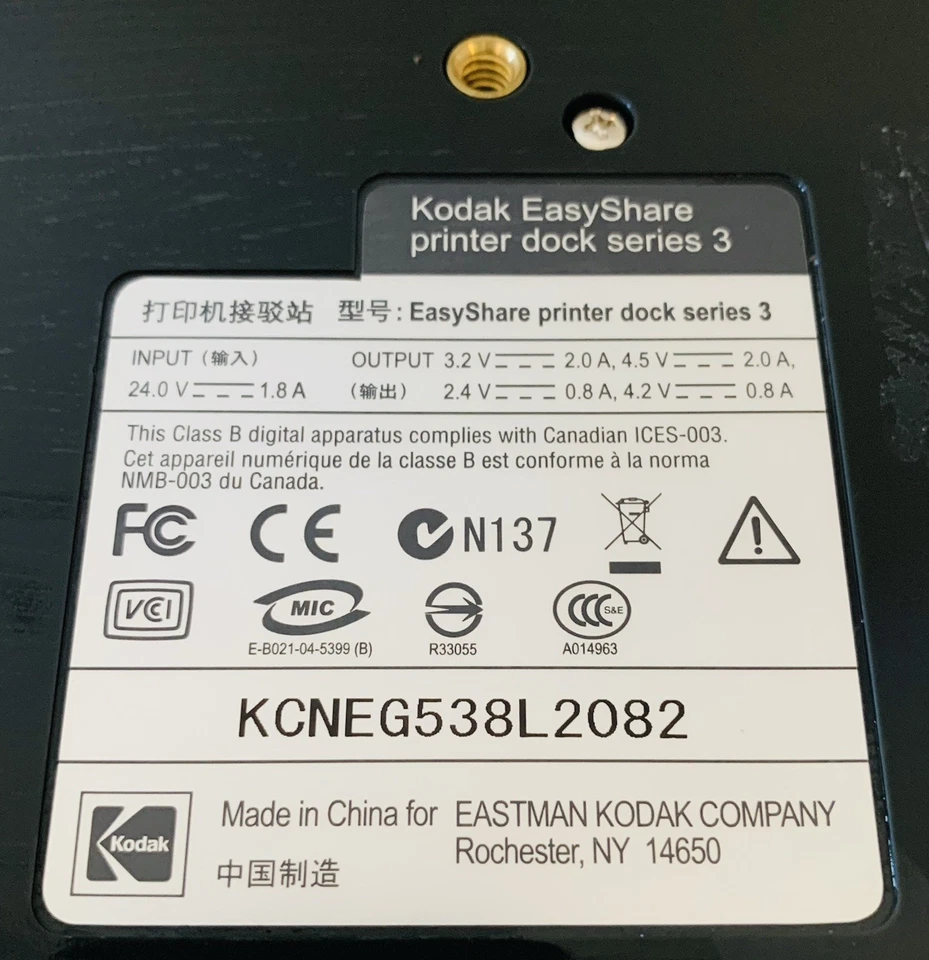 Kodak EasyShare
printer dock series 3
打印机接驳站 型号: EasyShare printer dock series 3
INPUT (输入) OUTPUT 3.2 V ⎓ 2.0 A, 4.5 V ⎓ 2.0 A,
24.0 V ⎓ 1.8 A (输出) 2.4 V ⎓ 0.8 A, 4.2 V ⎓ 0.8 A
This Class B digital apparatus complies with Canadian ICES-003.
Cet appareil numérique de la classe B est conforme à la norma
NMB-003 du Canada.
FC CE N137
VCI MIC CCC S&E
E-B021-04-5399 (B) R33055 A014963
KCNEG538L2082
Kodak
Made in China for EASTMAN KODAK COMPANY
中国制造 Rochester, NY 14650